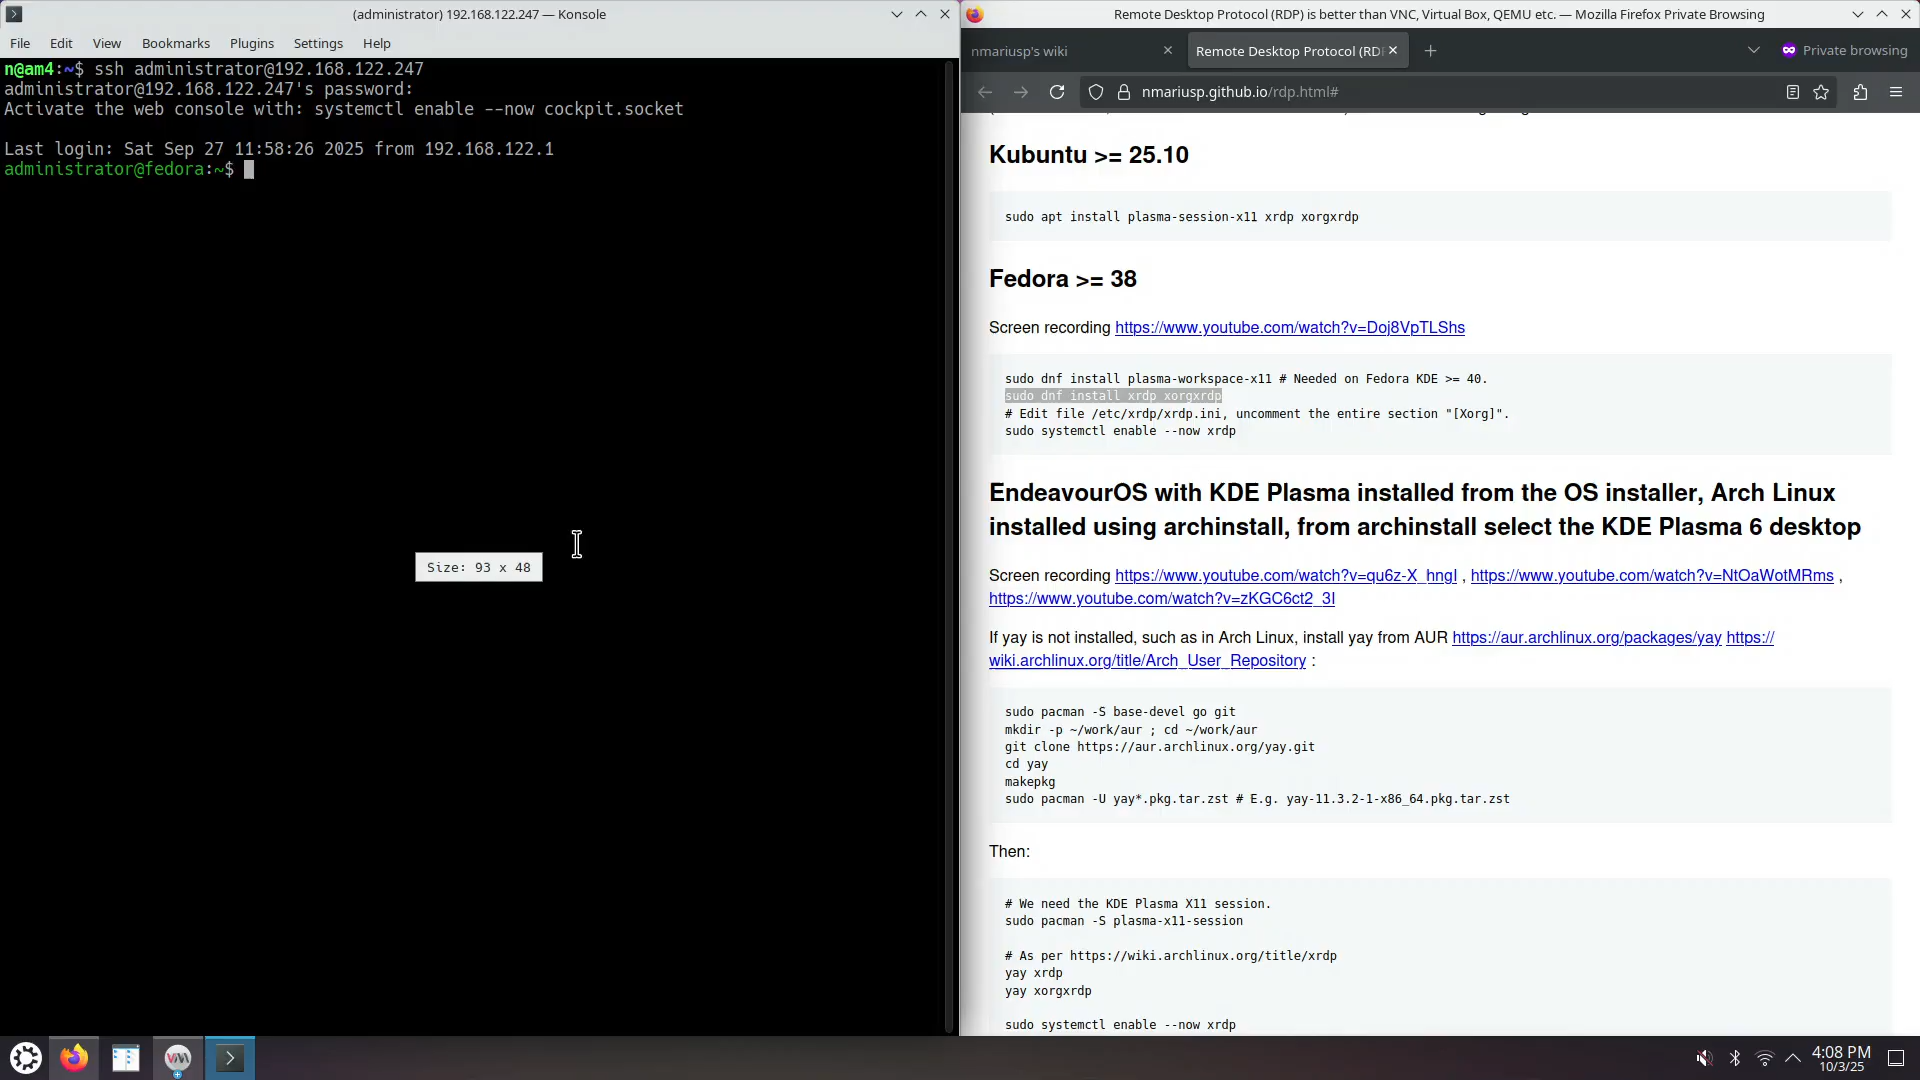 (administrator) 192.168.122.247 — Konsole
File Edit View Bookmarks Plugins Settings Help
n@am4:~$ ssh administrator@192.168.122.247
administrator@192.168.122.247's password:
Activate the web console with: systemctl enable --now cockpit.socket
Last login: Sat Sep 27 11:58:26 2025 from 192.168.122.1
administrator@fedora:~$
Size: 93 x 48
Remote Desktop Protocol (RDP) is better than VNC, Virtual Box, QEMU etc. — Mozilla Firefox Private Browsing
nmariusp's wiki
Remote Desktop Protocol (RD
Private browsing
nmariusp.github.io/rdp.html#
Kubuntu >= 25.10
sudo apt install plasma-session-x11 xrdp xorgxrdp
Fedora >= 38
Screen recording https://www.youtube.com/watch?v=Doj8VpTLShs
sudo dnf install plasma-workspace-x11 # Needed on Fedora KDE >= 40.
sudo dnf install xrdp xorgxrdp
# Edit file /etc/xrdp/xrdp.ini, uncomment the entire section "[Xorg]".
sudo systemctl enable --now xrdp
EndeavourOS with KDE Plasma installed from the OS installer, Arch Linux
installed using archinstall, from archinstall select the KDE Plasma 6 desktop
Screen recording https://www.youtube.com/watch?v=qu6z-X_hngI , https://www.youtube.com/watch?v=NtOaWotMRms ,
https://www.youtube.com/watch?v=zKGC6ct2_3I
If yay is not installed, such as in Arch Linux, install yay from AUR https://aur.archlinux.org/packages/yay https://
wiki.archlinux.org/title/Arch_User_Repository :
sudo pacman -S base-devel go git
mkdir -p ~/work/aur ; cd ~/work/aur
git clone https://aur.archlinux.org/yay.git
cd yay
makepkg
sudo pacman -U yay*.pkg.tar.zst # E.g. yay-11.3.2-1-x86_64.pkg.tar.zst
Then:
# We need the KDE Plasma X11 session.
sudo pacman -S plasma-x11-session
# As per https://wiki.archlinux.org/title/xrdp
yay xrdp
yay xorgxrdp
sudo systemctl enable --now xrdp
4:08 PM
10/3/25